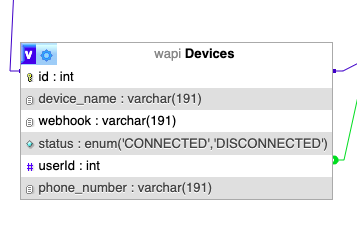 v wapi Devices
id : int
device_name : varchar(191)
webhook : varchar(191)
status : enum('CONNECTED','DISCONNECTED')
# userId : int
phone_number : varchar(191)